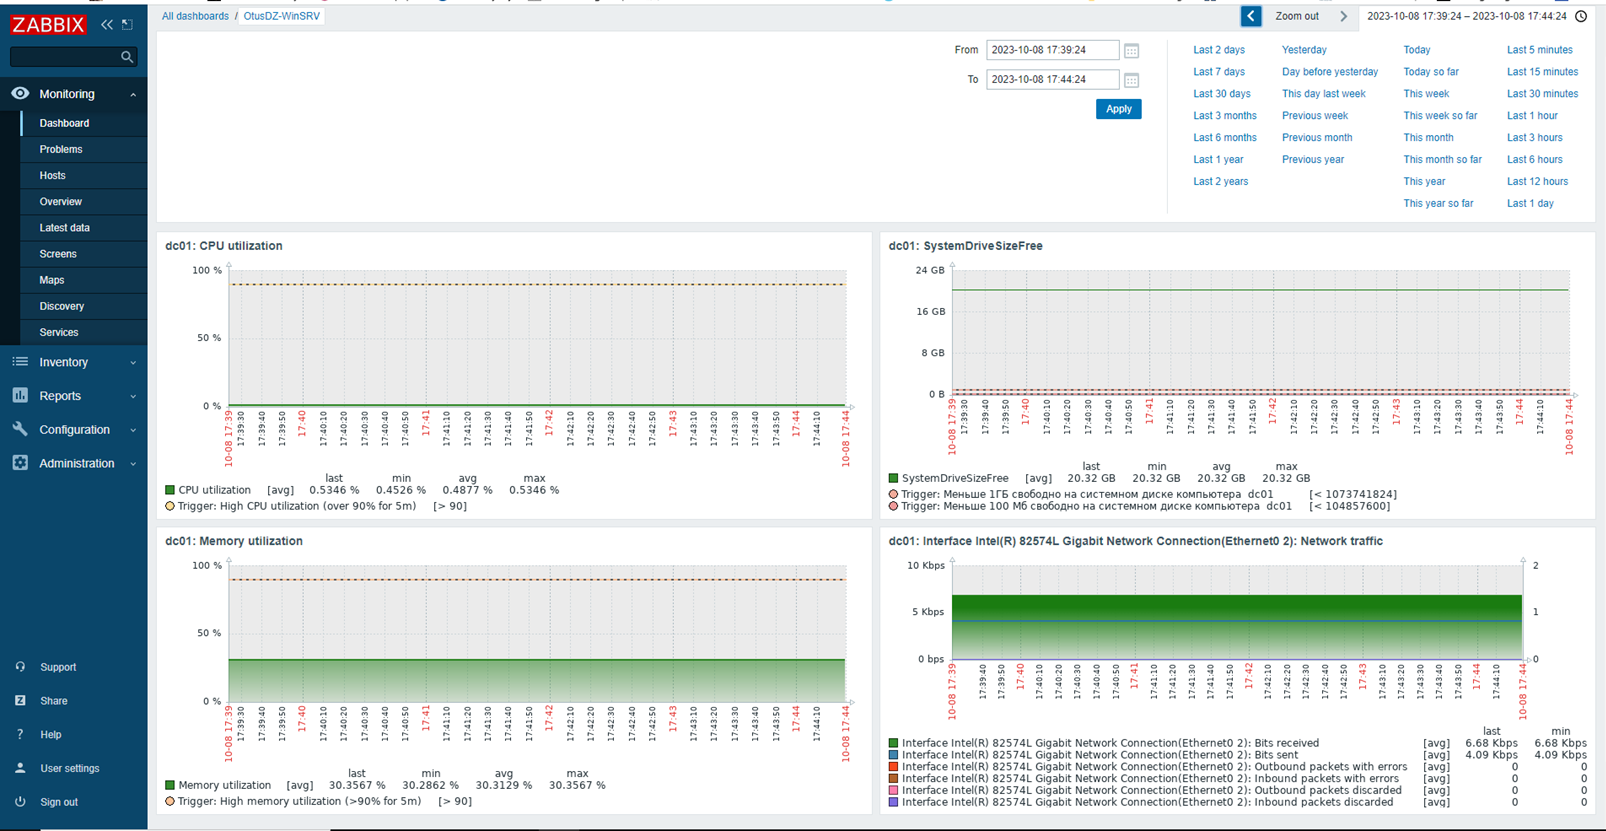 ZABBIX
All dashboards / OtusDZ-WinSRV
Zoom out
2023-10-08 17:39:24 – 2023-10-08 17:44:24
Monitoring
Dashboard
Problems
Hosts
Overview
Latest data
Screens
Maps
Discovery
Services
Inventory
Reports
Configuration
Administration
Support
Share
Help
User settings
Sign out
From 2023-10-08 17:39:24
To 2023-10-08 17:44:24
Apply
Last 2 days Yesterday Today Last 5 minutes
Last 7 days Day before yesterday Today so far Last 15 minutes
Last 30 days This day last week This week Last 30 minutes
Last 3 months Previous week This week so far Last 1 hour
Last 6 months Previous month This month Last 3 hours
Last 1 year Previous year This month so far Last 6 hours
Last 2 years This year Last 12 hours
This year so far Last 1 day
dc01: CPU utilization
100 %
50 %
0 %
10-08 17:39 17:39:30 17:39:40 17:39:50 17:40 17:40:10 17:40:20 17:40:30 17:40:40 17:40:50 17:41 17:41:10 17:41:20 17:41:30 17:41:40 17:41:50 17:42 17:42:10 17:42:20 17:42:30 17:42:40 17:42:50 17:43 17:43:10 17:43:20 17:43:30 17:43:40 17:43:50 17:44 17:44:10 10-08 17:44
last min avg max
CPU utilization [avg] 0.5346 % 0.4526 % 0.4877 % 0.5346 %
Trigger: High CPU utilization (over 90% for 5m) [> 90]
dc01: SystemDriveSizeFree
24 GB
16 GB
8 GB
0 B
10-08 17:39 17:39:30 17:39:40 17:39:50 17:40 17:40:10 17:40:20 17:40:30 17:40:40 17:40:50 17:41 17:41:10 17:41:20 17:41:30 17:41:40 17:41:50 17:42 17:42:10 17:42:20 17:42:30 17:42:40 17:42:50 17:43 17:43:10 17:43:20 17:43:30 17:43:40 17:43:50 17:44 17:44:10 10-08 17:44
last min avg max
SystemDriveSizeFree [avg] 20.32 GB 20.32 GB 20.32 GB 20.32 GB
Trigger: Меньше 1ГБ свободно на системном диске компьютера dc01 [< 1073741824]
Trigger: Меньше 100 Мб свободно на системном диске компьютера dc01 [< 104857600]
dc01: Memory utilization
100 %
50 %
0 %
10-08 17:39 17:39:30 17:39:40 17:39:50 17:40 17:40:10 17:40:20 17:40:30 17:40:40 17:40:50 17:41 17:41:10 17:41:20 17:41:30 17:41:40 17:41:50 17:42 17:42:10 17:42:20 17:42:30 17:42:40 17:42:50 17:43 17:43:10 17:43:20 17:43:30 17:43:40 17:43:50 17:44 17:44:10 10-08 17:44
last min avg max
Memory utilization [avg] 30.3567 % 30.2862 % 30.3129 % 30.3567 %
Trigger: High memory utilization (>90% for 5m) [> 90]
dc01: Interface Intel(R) 82574L Gigabit Network Connection(Ethernet0 2): Network traffic
10 Kbps 2
5 Kbps 1
0 bps 0
10-08 17:39 17:39:40 17:39:50 17:40 17:40:10 17:40:20 17:40:30 17:40:40 17:40:50 17:41 17:41:10 17:41:20 17:41:30 17:41:40 17:41:50 17:42 17:42:10 17:42:20 17:42:30 17:42:40 17:42:50 17:43 17:43:10 17:43:20 17:43:30 17:43:40 17:43:50 17:44 17:44:10 10-08 17:44
last min
Interface Intel(R) 82574L Gigabit Network Connection(Ethernet0 2): Bits received [avg] 6.68 Kbps 6.68 Kbps
Interface Intel(R) 82574L Gigabit Network Connection(Ethernet0 2): Bits sent [avg] 4.09 Kbps 4.09 Kbps
Interface Intel(R) 82574L Gigabit Network Connection(Ethernet0 2): Outbound packets with errors [avg] 0 0
Interface Intel(R) 82574L Gigabit Network Connection(Ethernet0 2): Inbound packets with errors [avg] 0 0
Interface Intel(R) 82574L Gigabit Network Connection(Ethernet0 2): Outbound packets discarded [avg] 0 0
Interface Intel(R) 82574L Gigabit Network Connection(Ethernet0 2): Inbound packets discarded [avg] 0 0